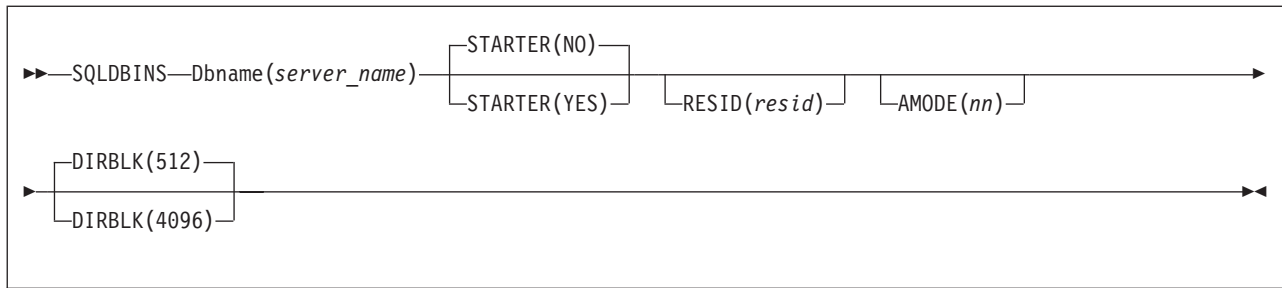 STARTER(NO)
SQLDBINS Dbname(server_name)
STARTER(YES) RESID(resid) AMODE(nn)
DIRBLK(512)
DIRBLK(4096)